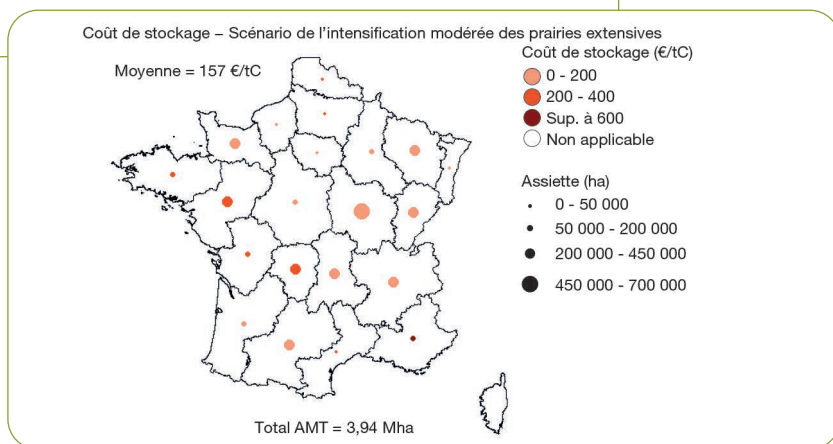 Coût de stockage – Scénario de l’intensification modérée des prairies extensives
Moyenne = 157 €/tC
Coût de stockage (€/tC)
0 - 200
200 - 400
Sup. à 600
Non applicable
Assiette (ha)
0 - 50 000
50 000 - 200 000
200 000 - 450 000
450 000 - 700 000
Total AMT = 3,94 Mha